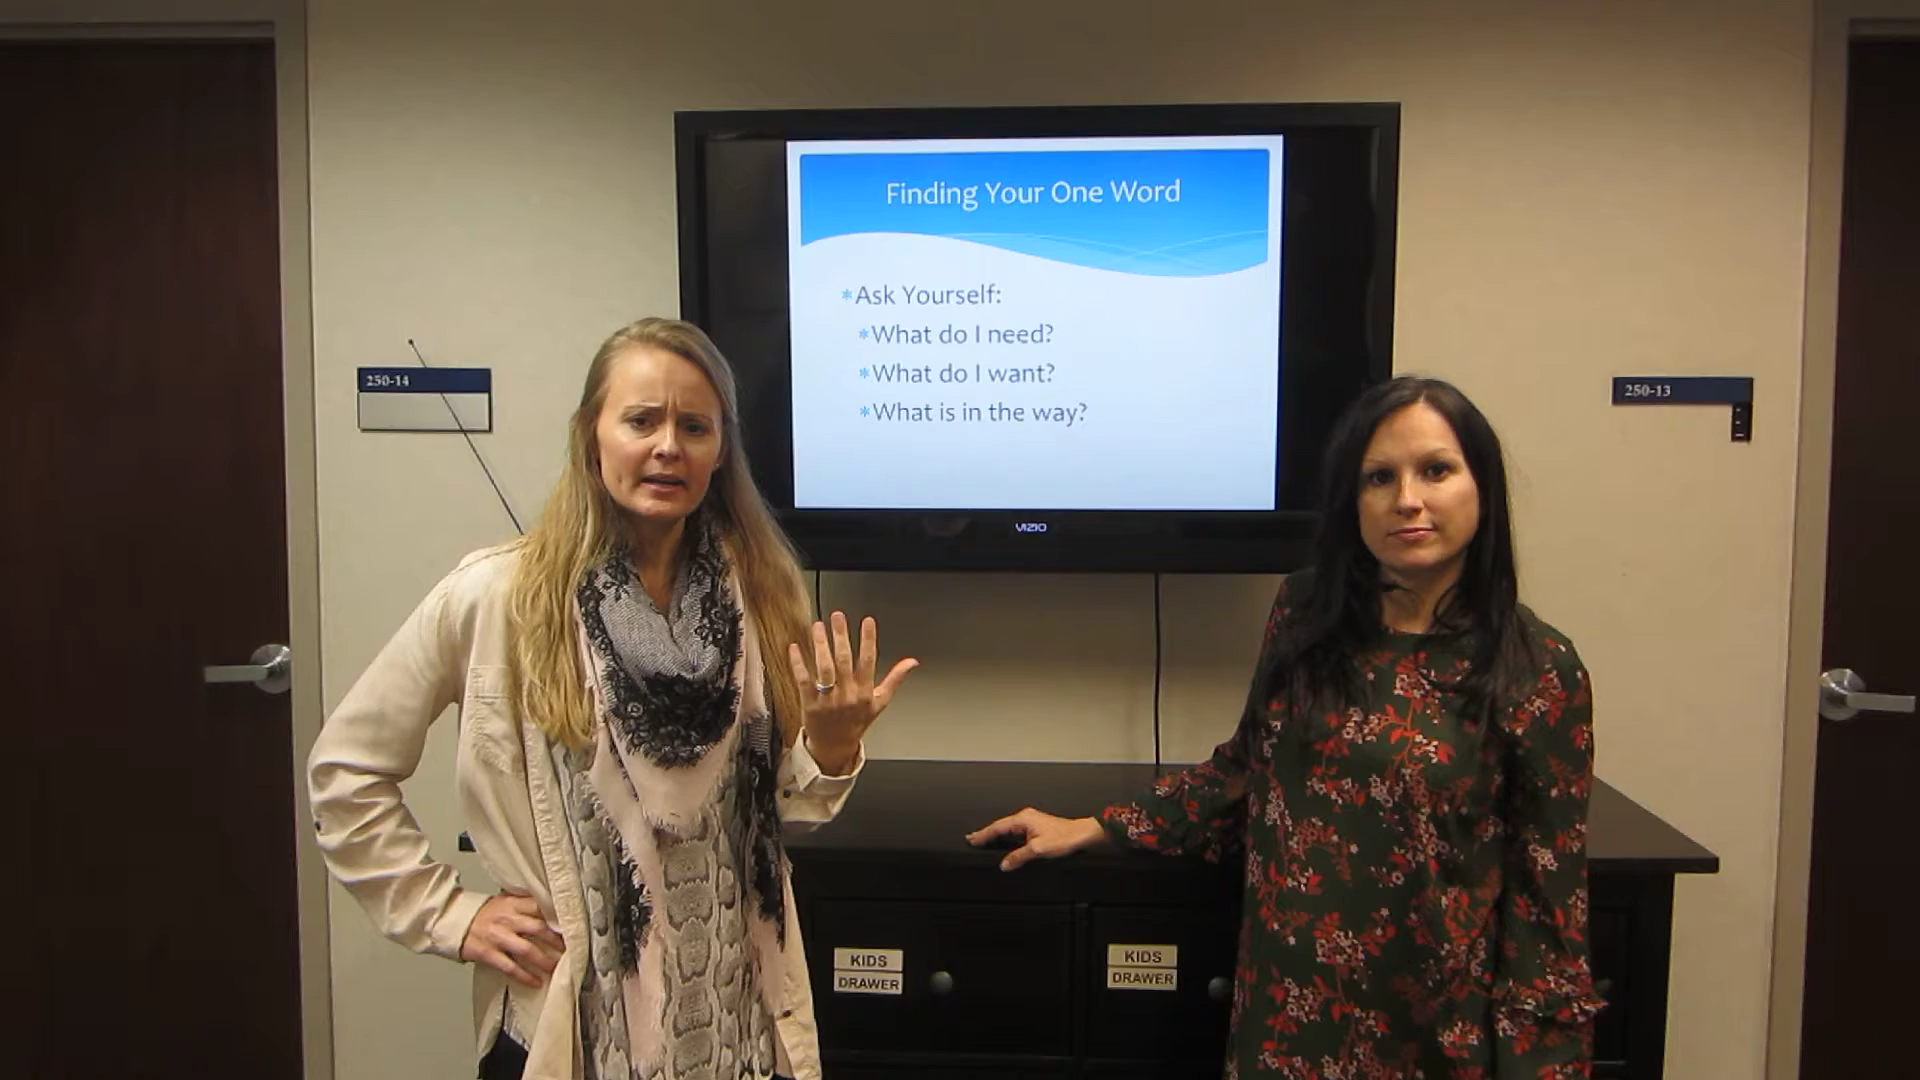 Finding Your One Word
*Ask Yourself:
*What do I need?
*What do I want?
*What is in the way?
VIZIO
250-14
250-13
KIDS
DRAWER
KIDS
DRAWER